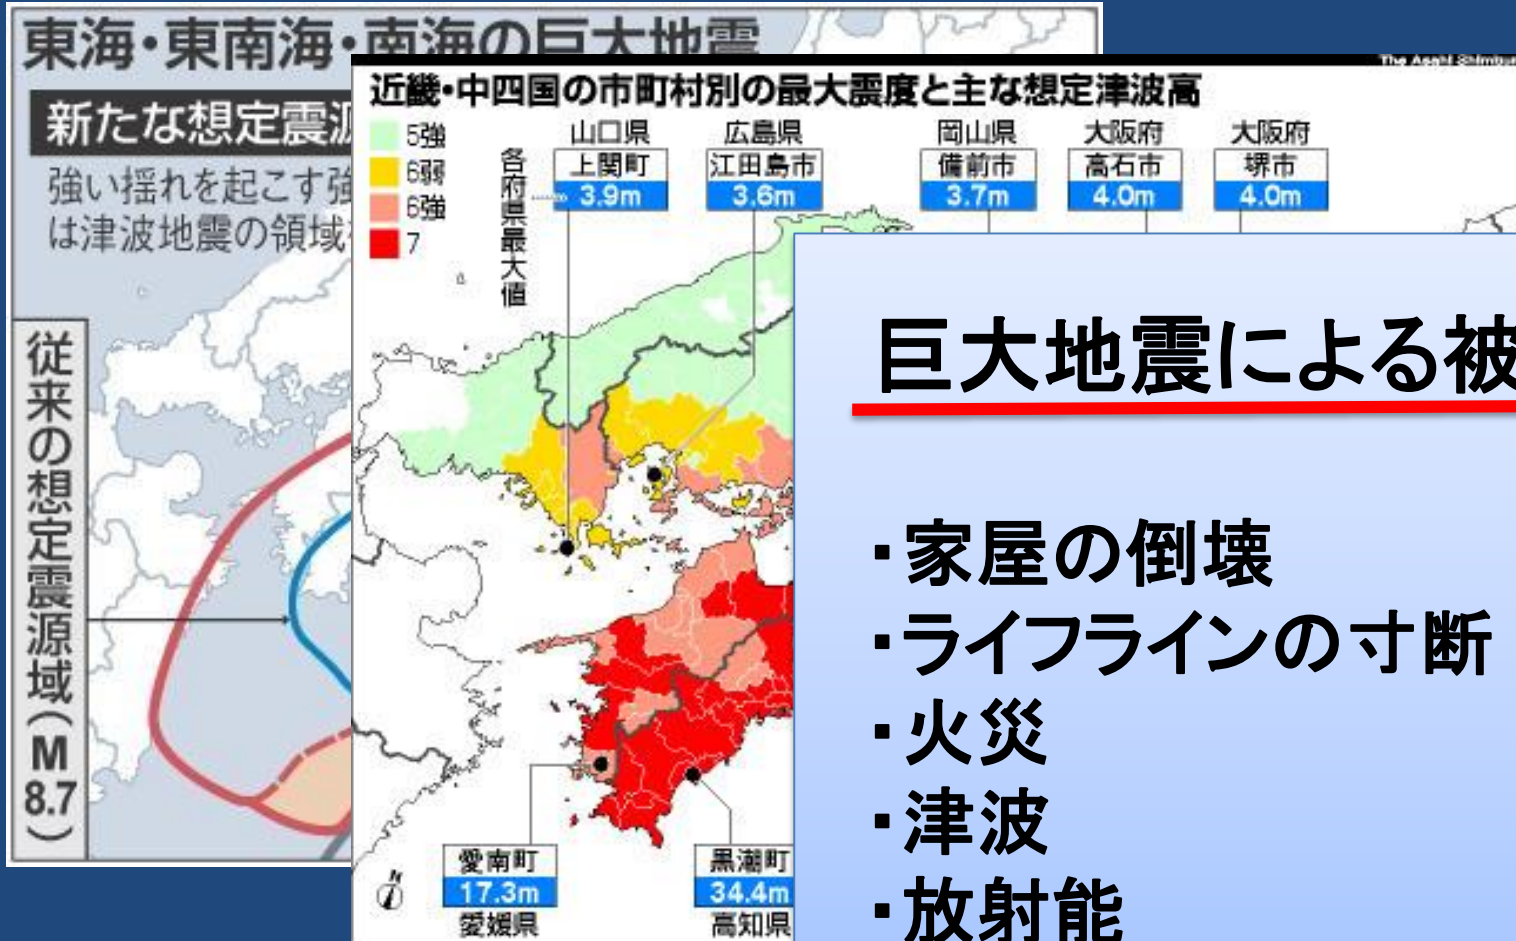 東海・東南海・南海の巨大地震
新たな想定震源
強い揺れを起こす強
は津波地震の領域
従来の想定震源域(M8.7)
The Asahi Shimbun
近畿・中四国の市町村別の最大震度と主な想定津波高
5強
6弱
6強
7
各府県最大値
山口県
上関町
3.9m
広島県
江田島市
3.6m
岡山県
備前市
3.7m
大阪府
高石市
4.0m
大阪府
堺市
4.0m
愛南町
17.3m
愛媛県
黒潮町
34.4m
高知県
N
巨大地震による被
・家屋の倒壊
・ライフラインの寸断
・火災
・津波
・放射能